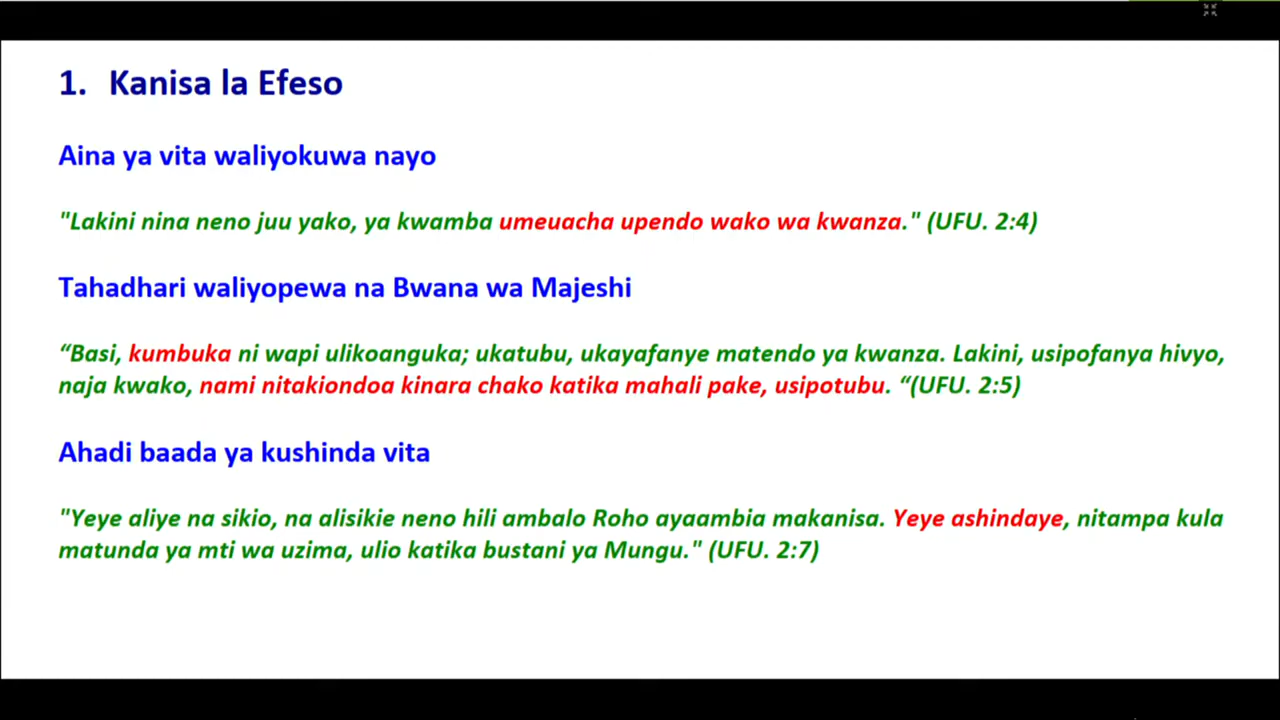 1. Kanisa la Efeso
Aina ya vita waliyokuwa nayo
"Lakini nina neno juu yako, ya kwamba umeuacha upendo wako wa kwanza." (UFU. 2:4)
Tahadhari waliyopewa na Bwana wa Majeshi
“Basi, kumbuka ni wapi ulikoanguka; ukatubu, ukayafanye matendo ya kwanza. Lakini, usipofanya hivyo,
naja kwako, nami nitakiondoa kinara chako katika mahali pake, usipotubu. “(UFU. 2:5)
Ahadi baada ya kushinda vita
"Yeye aliye na sikio, na alisikie neno hili ambalo Roho ayaambia makanisa. Yeye ashindaye, nitampa kula
matunda ya mti wa uzima, ulio katika bustani ya Mungu." (UFU. 2:7)